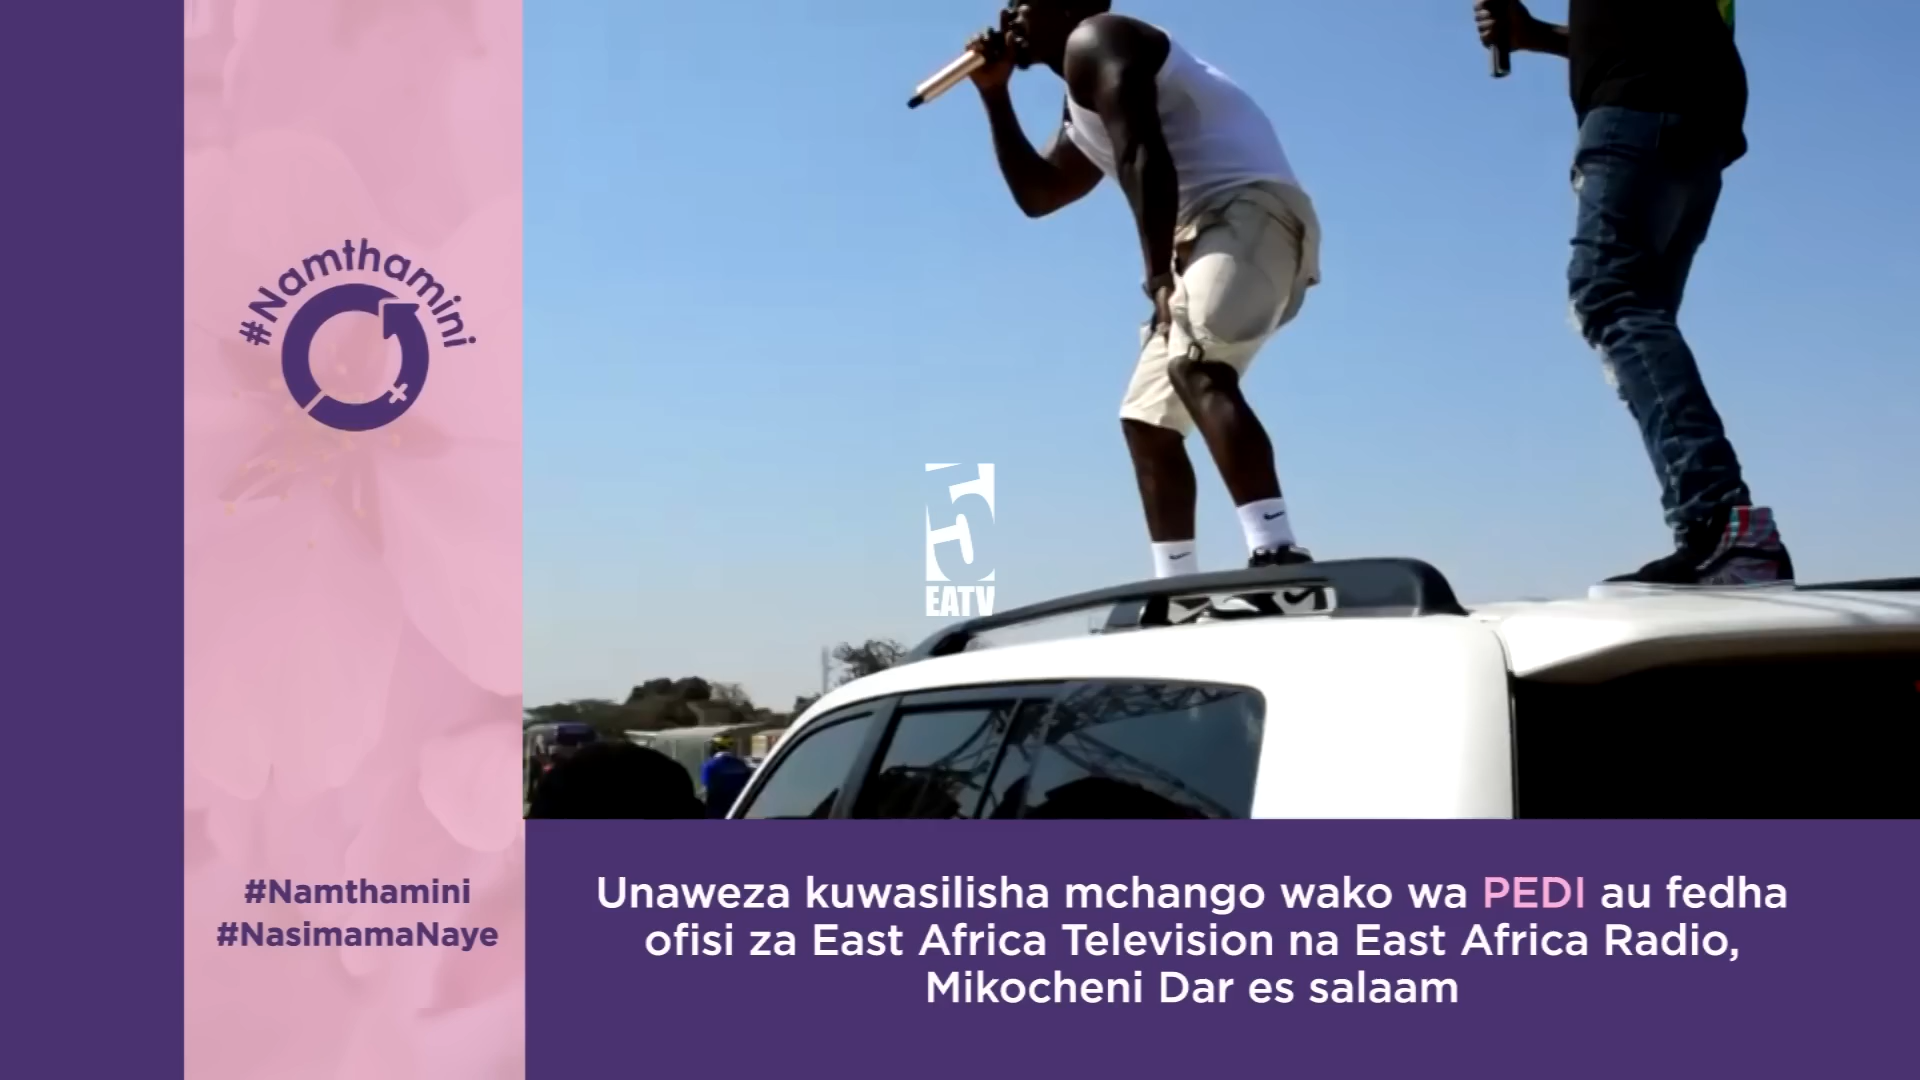 #Namthamini
#Namthamini
#NasimamaNaye
5
EATV
Unaweza kuwasilisha mchango wako wa PEDI au fedha
ofisi za East Africa Television na East Africa Radio,
Mikocheni Dar es salaam